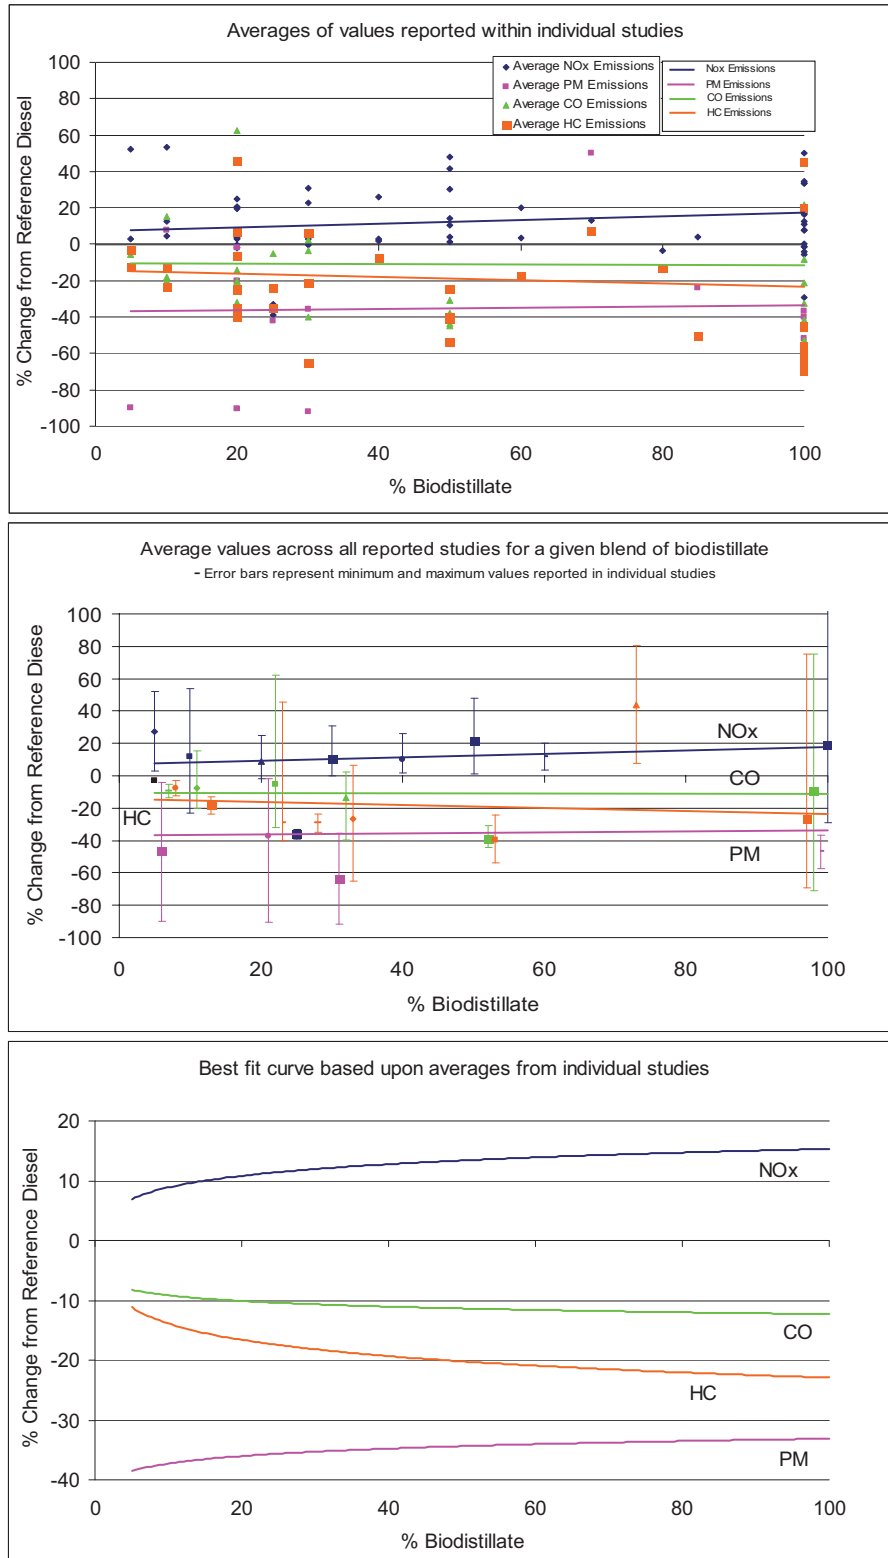 Averages of values reported within individual studies
Average NOx Emissions
Average PM Emissions
Average CO Emissions
Average HC Emissions
Nox Emissions
PM Emissions
CO Emissions
HC Emissions
% Change from Reference Diesel
100
80
60
40
20
0
-20
-40
-60
-80
-100
0 20 40 60 80 100
% Biodistillate
Average values across all reported studies for a given blend of biodistillate
- Error bars represent minimum and maximum values reported in individual studies
% Change from Reference Diese
100
80
60
40
20
0
-20
-40
-60
-80
-100
NOx
CO
HC
PM
0 20 40 60 80 100
% Biodistillate
Best fit curve based upon averages from individual studies
% Change from Reference Diesel
20
10
0
-10
-20
-30
-40
NOx
CO
HC
PM
0 20 40 60 80 100
% Biodistillate